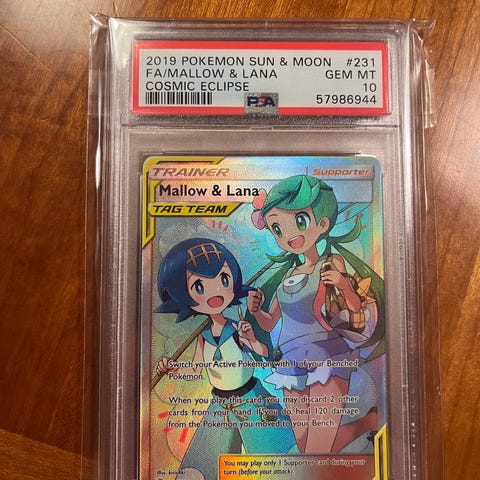 2019 POKEMON SUN & MOON #231
FA/MALLOW & LANA GEM MT
COSMIC ECLIPSE 10
PSA 57986944
TRAINER Supporter
Mallow & Lana
TAG TEAM
Switch your Active Pokémon with 1 of your Benched
Pokémon.
When you play this card, you may discard 2 other
cards from your hand. If you do, heal 120 damage
from the Pokémon you moved to your Bench.
You may play only 1 Supporter card during your
turn (before your attack).
Illus.